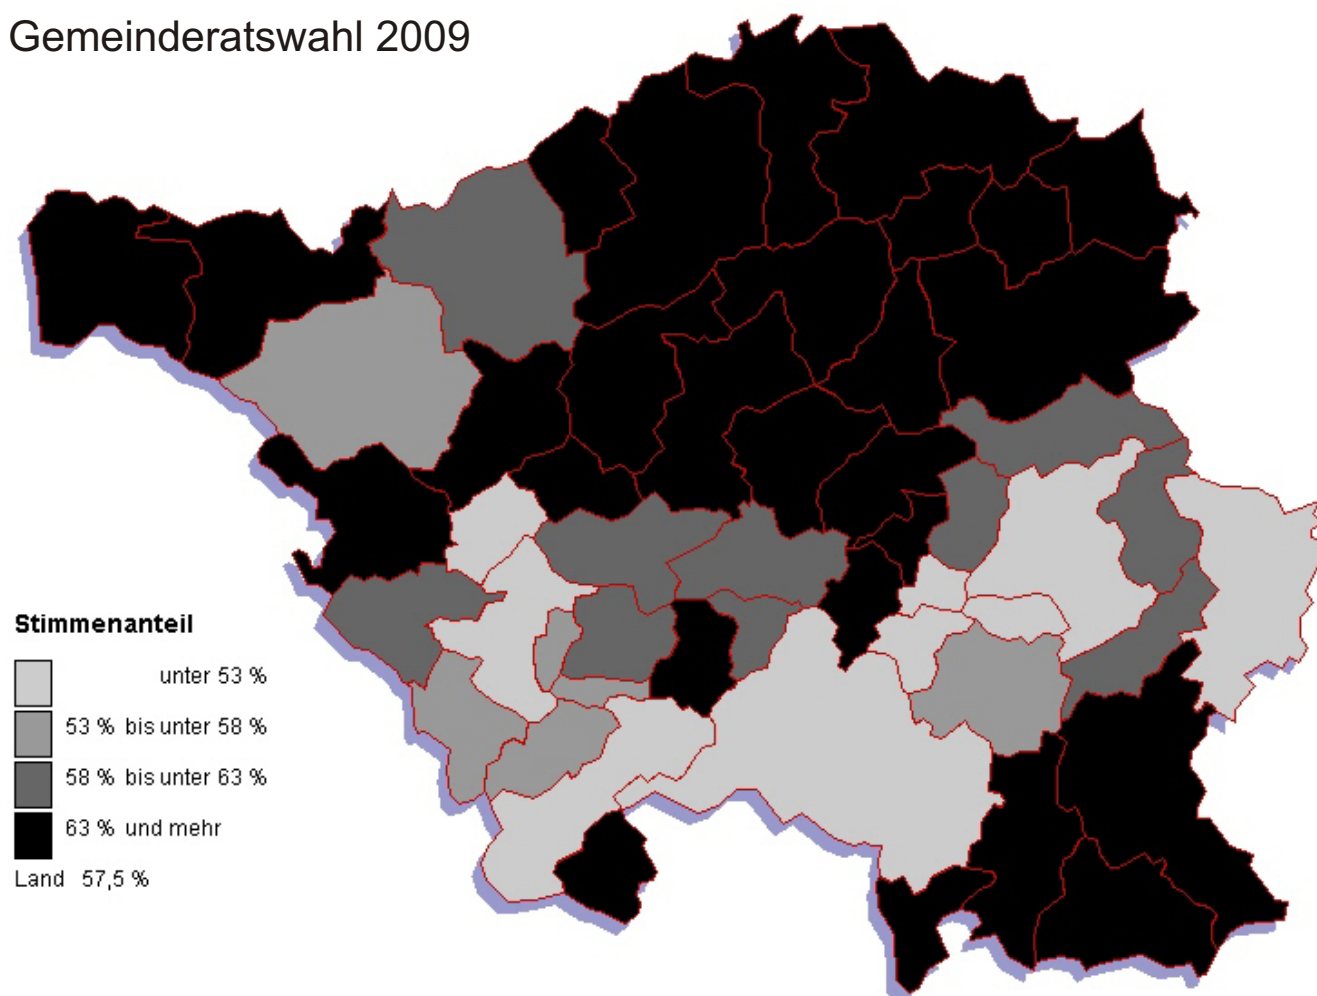 Gemeinderatswahl 2009
Stimmenanteil
unter 53 %
53 % bis unter 58 %
58 % bis unter 63 %
63 % und mehr
Land 57,5 %